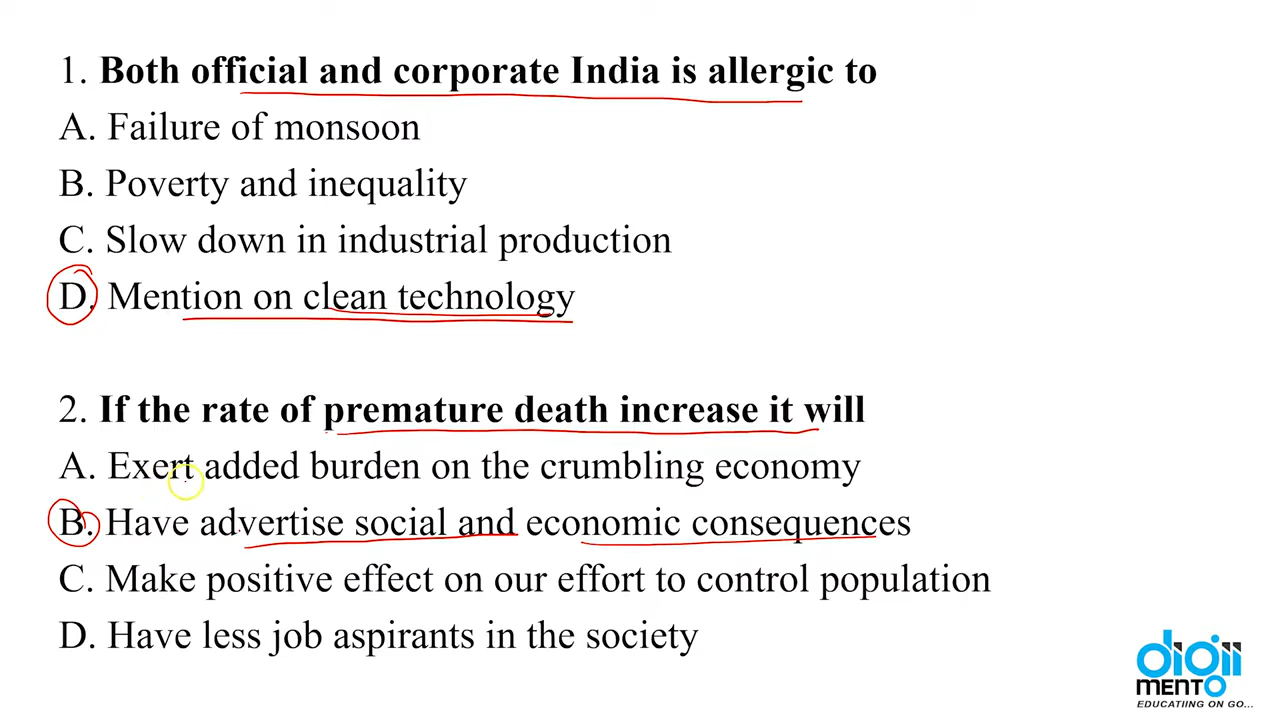 1. Both official and corporate India is allergic to
A. Failure of monsoon
B. Poverty and inequality
C. Slow down in industrial production
D. Mention on clean technology
2. If the rate of premature death increase it will
A. Exert added burden on the crumbling economy
B. Have advertise social and economic consequences
C. Make positive effect on our effort to control population
D. Have less job aspirants in the society
digii
MENTO
EDUCATIING ON GO...